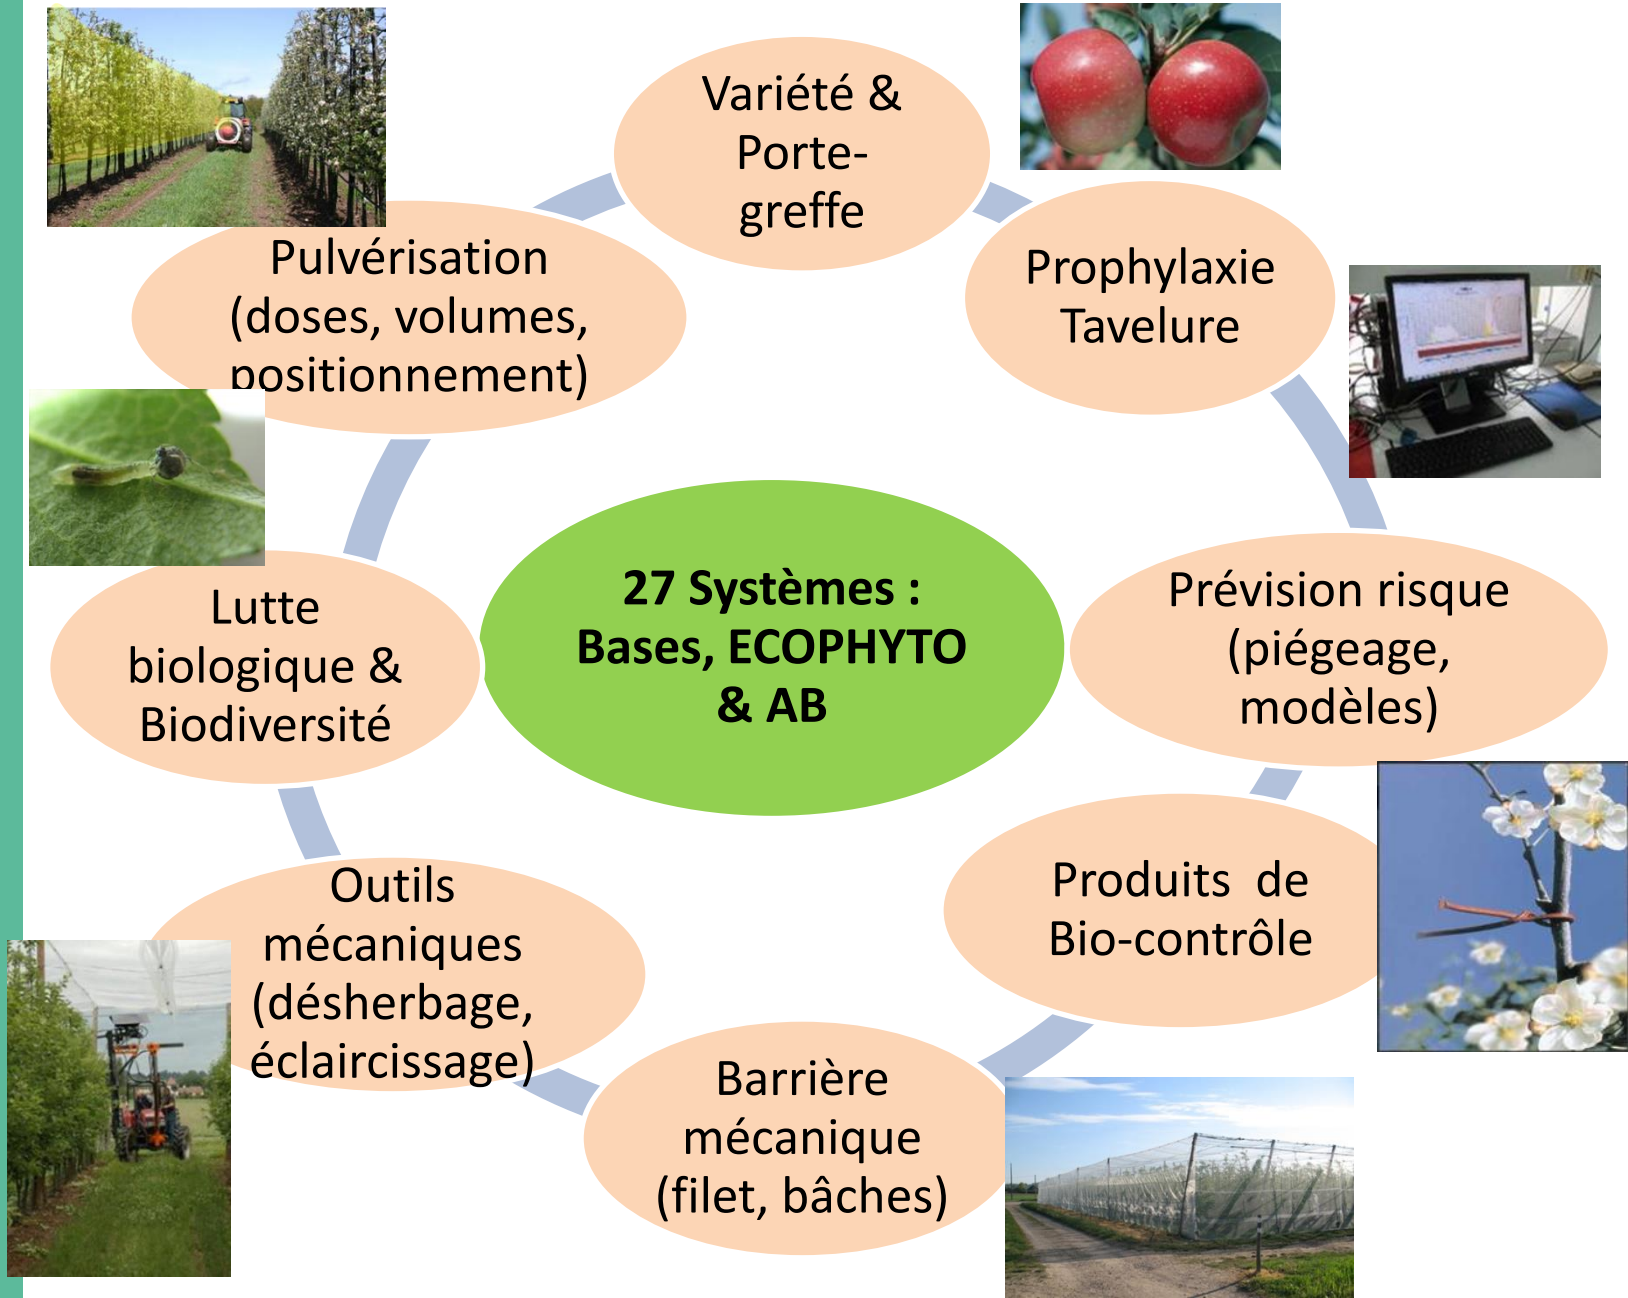 Variété &
Porte-
greffe
Prophylaxie
Tavelure
Prévision risque
(piégeage,
modèles)
Produits  de
Bio-contrôle
Barrière
mécanique
(filet, bâches)
Outils
mécaniques
(désherbage,
éclaircissage)
Lutte
biologique &
Biodiversité
Pulvérisation
(doses, volumes,
positionnement)
27 Systèmes :
Bases, ECOPHYTO
& AB